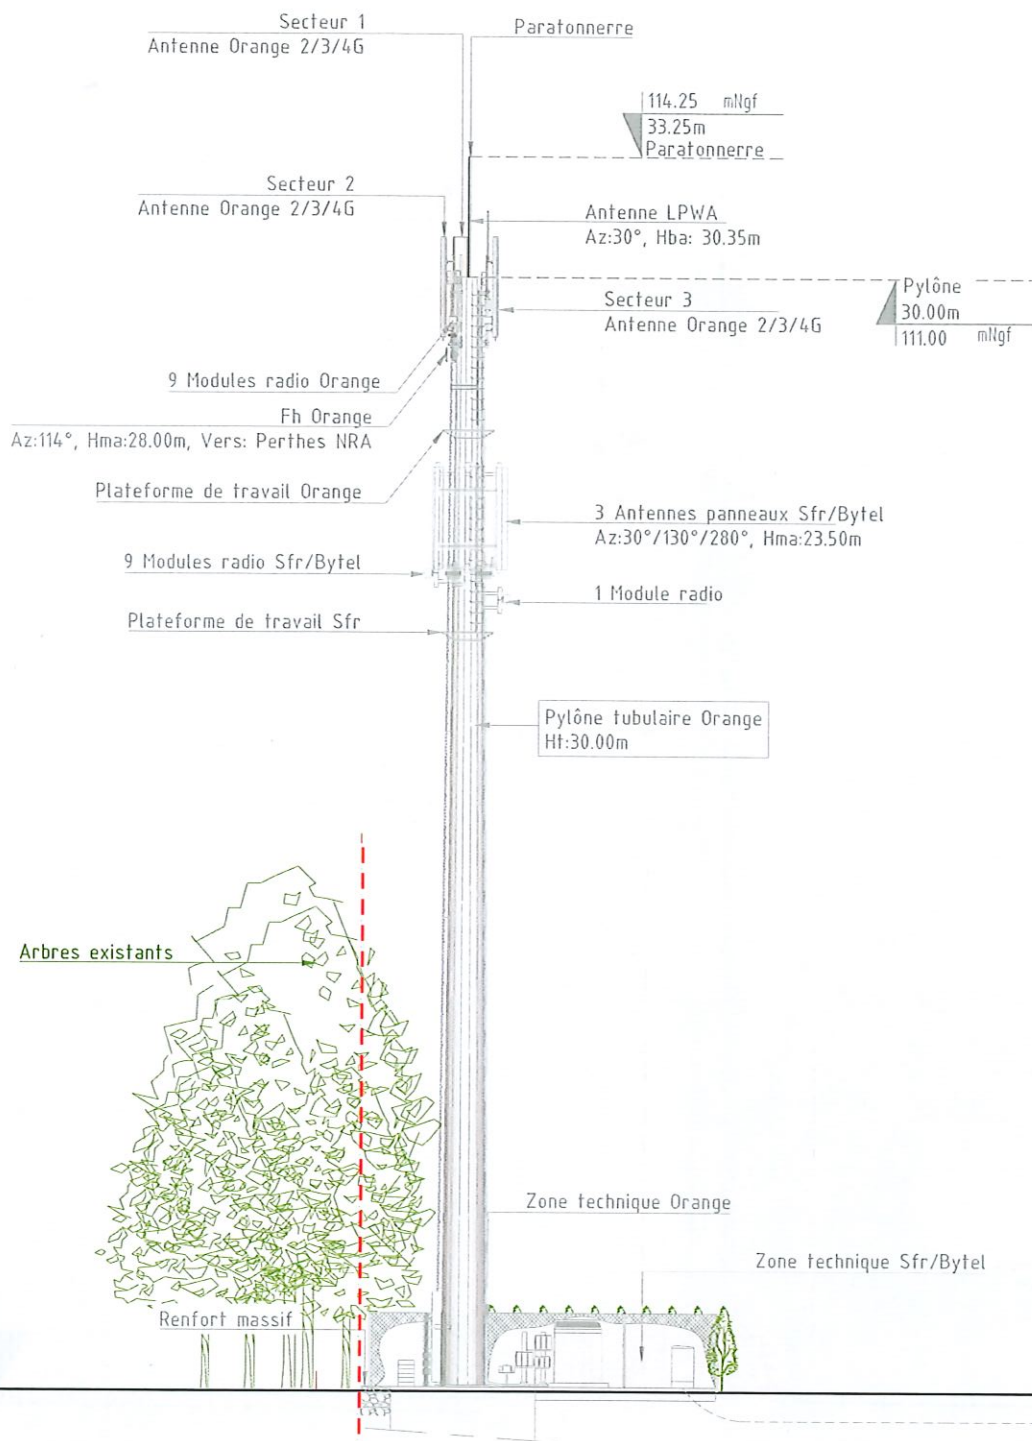 Secteur 1
Antenne Orange 2/3/4G
Paratonnerre
114.25 mNgf
33.25m
Paratonnerre
Secteur 2
Antenne Orange 2/3/4G
Antenne LPWA
Az:30°, Hba: 30.35m
Pylône
30.00m
111.00 mNgf
Secteur 3
Antenne Orange 2/3/4G
9 Modules radio Orange
Fh Orange
Az:114°, Hma:28.00m, Vers: Perthes NRA
Plateforme de travail Orange
3 Antennes panneaux Sfr/Bytel
Az:30°/130°/280°, Hma:23.50m
9 Modules radio Sfr/Bytel
1 Module radio
Plateforme de travail Sfr
Pylône tubulaire Orange
Ht:30.00m
Arbres existants
Zone technique Orange
Zone technique Sfr/Bytel
Renfort massif